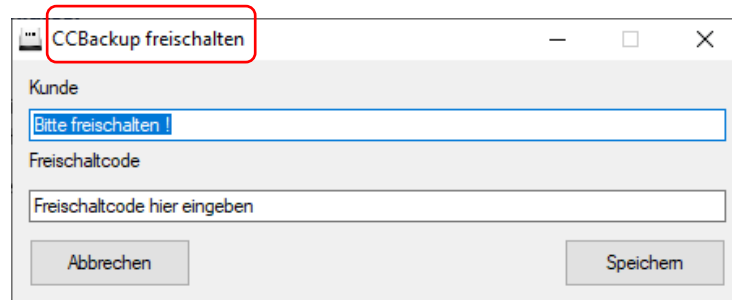 CCBackup freischalten
Kunde
Bitte freischalten !
Freischaltcode
Freischaltcode hier eingeben
Abbrechen Speichern